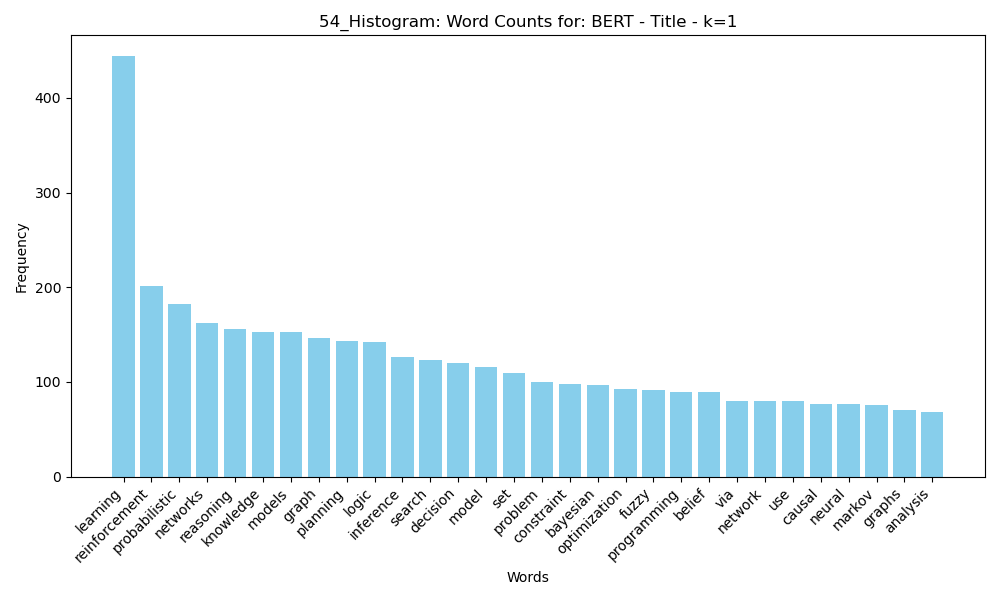 54_Histogram: Word Counts for: BERT - Title - k=1
Frequency
400
300
200
100
0
learning
reinforcement
probabilistic
networks
reasoning
knowledge
models
graph
planning
logic
inference
search
decision
model
set
problem
constraint
bayesian
optimization
fuzzy
programming
belief
via
network
use
causal
neural
markov
graphs
analysis
Words